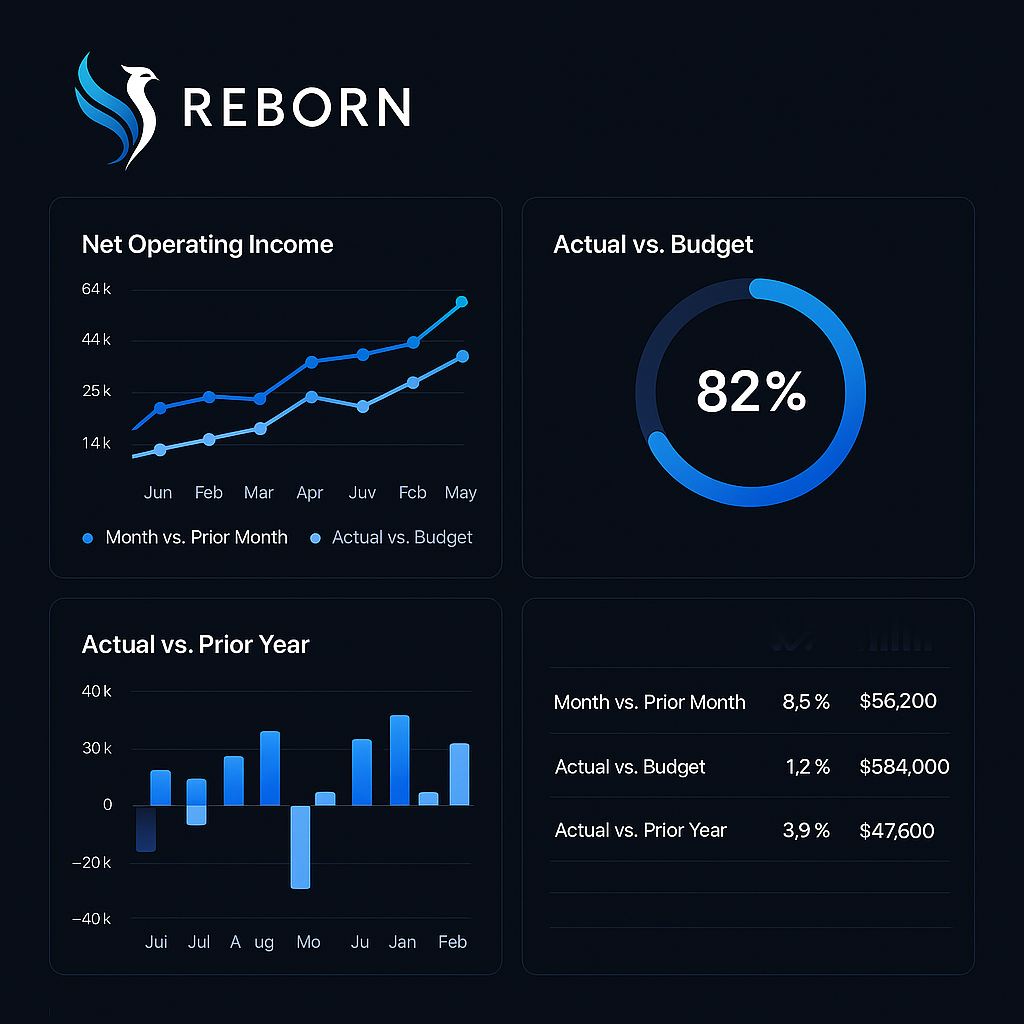 REBORN
Net Operating Income
64 k
44 k
25 k
14 k
Jun Feb Mar Apr Juv Fcb May
Month vs. Prior Month Actual vs. Budget
Actual vs. Budget
82%
Actual vs. Prior Year
40 k
30 k
0
−20 k
−40 k
Jui Jul A ug Mo Ju Jan Feb
Month vs. Prior Month 8,5 % $56,200
Actual vs. Budget 1,2 % $584,000
Actual vs. Prior Year 3,9 % $47,600